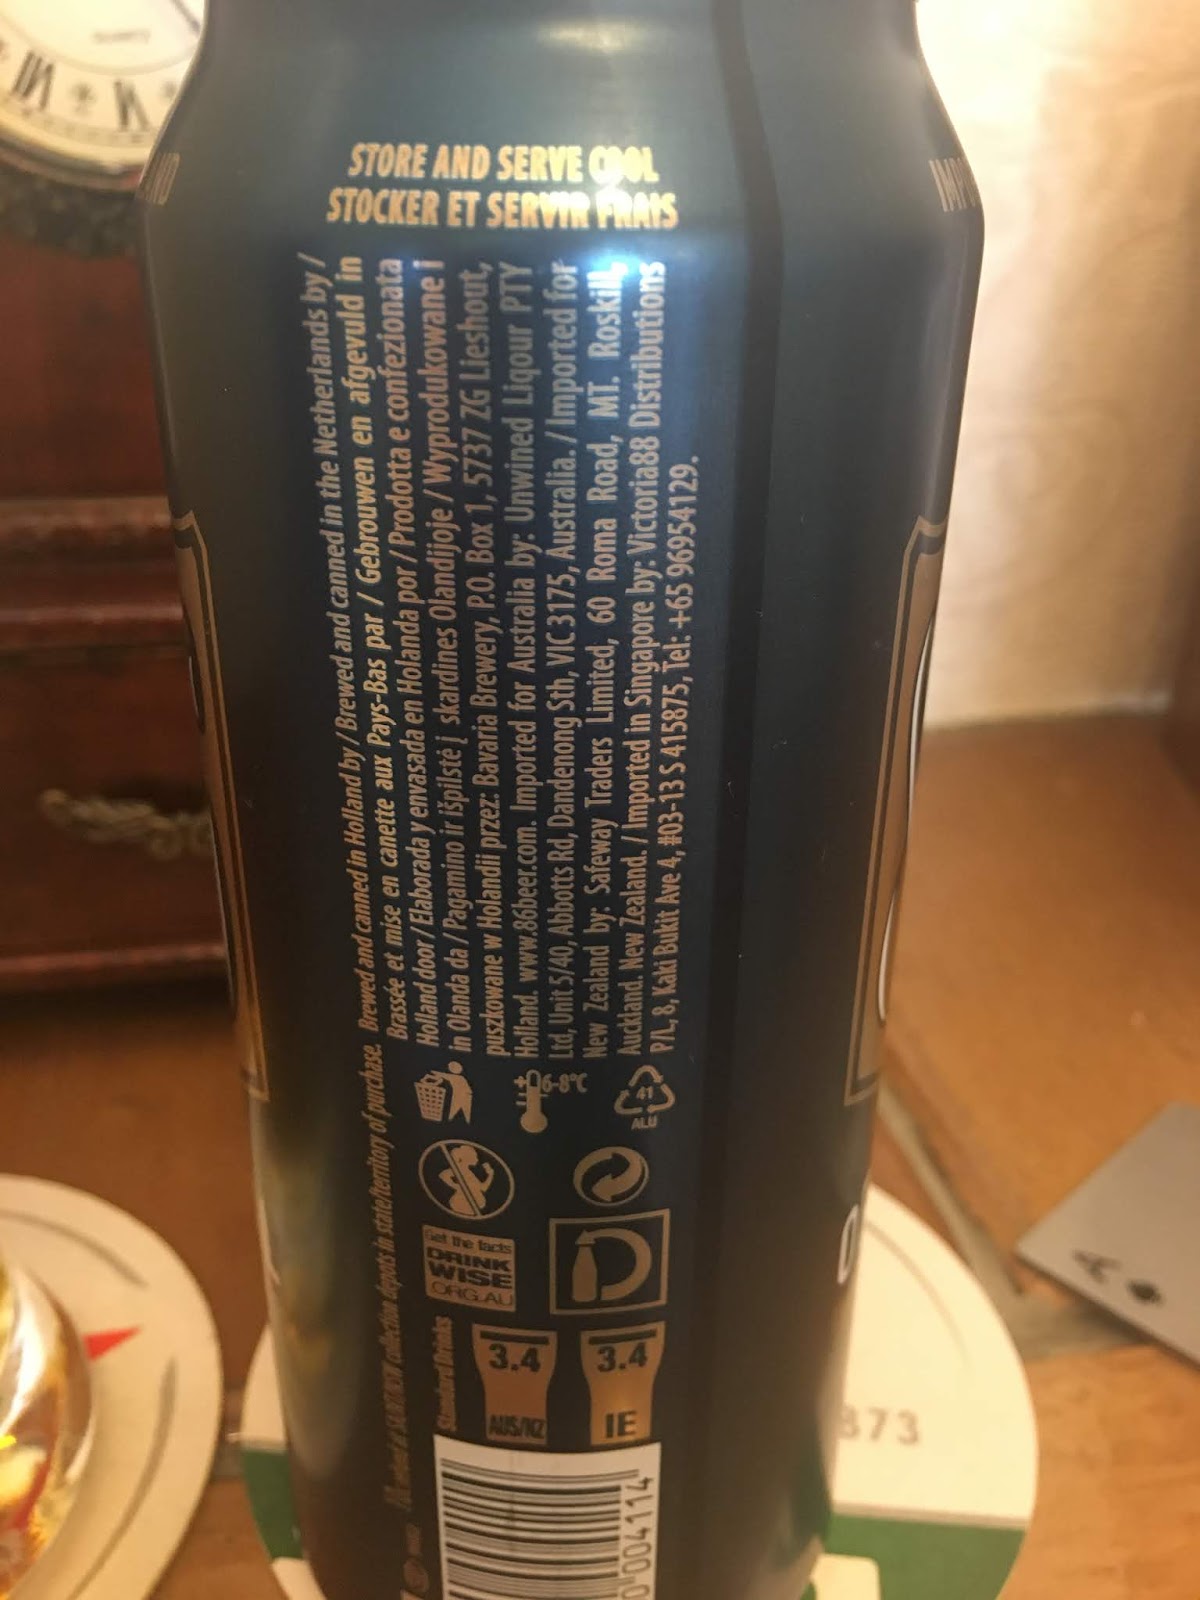 STORE AND SERVE COOL
STOCKER ET SERVIR FRAIS
Brewed and canned in Holland by / Brewed and canned in the Netherlands by /
Brassée et mise en canette aux Pays-Bas par / Gebrouwen en afgevuld in
Holland door / Elaborada y envasada en Holanda por / Prodotta e confezionata
in Olanda da / Pagamino ir išpilstė į skardines Olandijoje / Wyprodukowane i
puszkowane w Holandii przez: Bavaria Brewery, P.O. Box 1, 5737 ZG Lieshout,
Holland. www.86beer.com. Imported for Australia by: Unwined Liqour PTY
Ltd, Unit 5/40, Abbotts Rd, Dandenong Sth, VIC 3175, Australia. / Imported for
New Zealand by: Safeway Traders Limited, 60 Roma Road, MT. Roskill,
Auckland. New Zealand. / Imported in Singapore by: Victoria88 Distributions
P/L, 8, Kaki Bukit Ave 4, #03-13 S 415875, Tel: +65 96954129.
collection depots in state/territory of purchase.
6-8°C
41
ALU
Get the facts
DRINK
WISE
ORG.AU
D
Standard Drinks
3.4
AUS/NZ
3.4
IE
004114
873
A